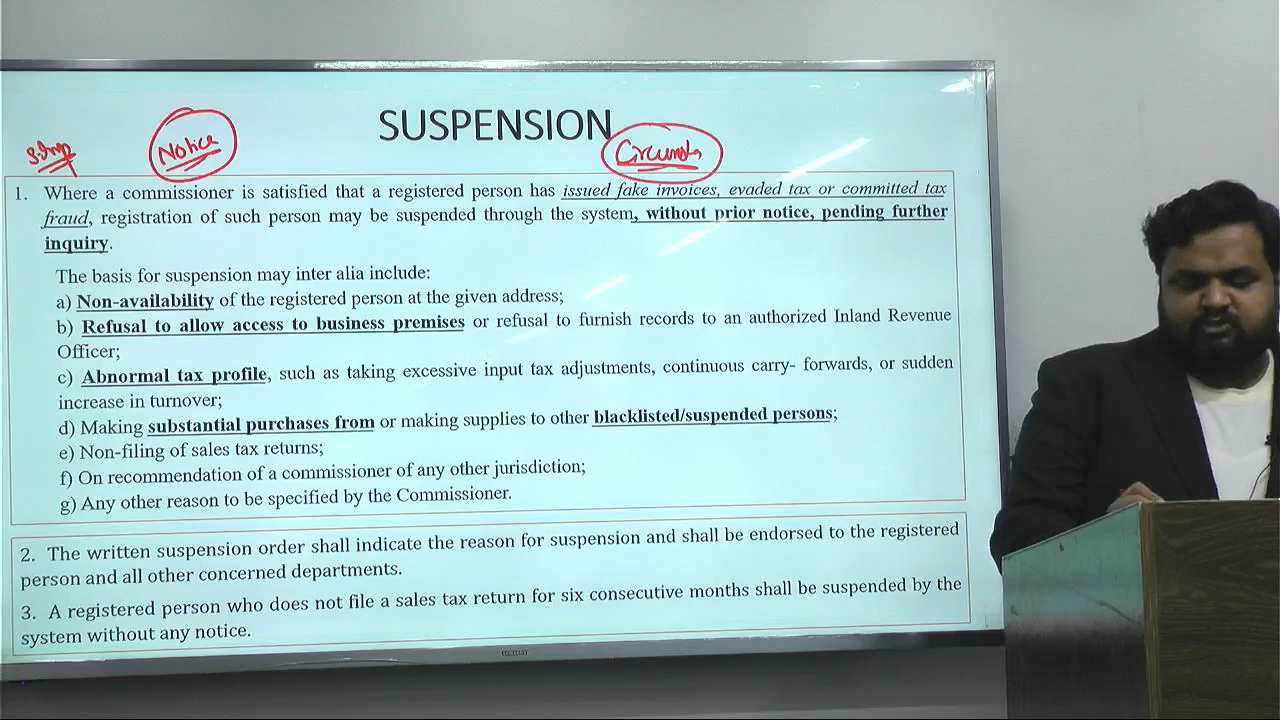 SUSPENSION
Notice
1. Where a commissioner is satisfied that a registered person has issued fake invoices, evaded tax or committed tax
fraud, registration of such person may be suspended through the system, without prior notice, pending further
inquiry.
The basis for suspension may inter alia include:
a) Non-availability of the registered person at the given address;
b) Refusal to allow access to business premises or refusal to furnish records to an authorized Inland Revenue
Officer;
c) Abnormal tax profile, such as taking excessive input tax adjustments, continuous carry- forwards, or sudden
increase in turnover;
d) Making substantial purchases from or making supplies to other blacklisted/suspended persons;
e) Non-filing of sales tax returns;
f) On recommendation of a commissioner of any other jurisdiction;
g) Any other reason to be specified by the Commissioner.
2. The written suspension order shall indicate the reason for suspension and shall be endorsed to the registered
person and all other concerned departments.
3. A registered person who does not file a sales tax return for six consecutive months shall be suspended by the
system without any notice.